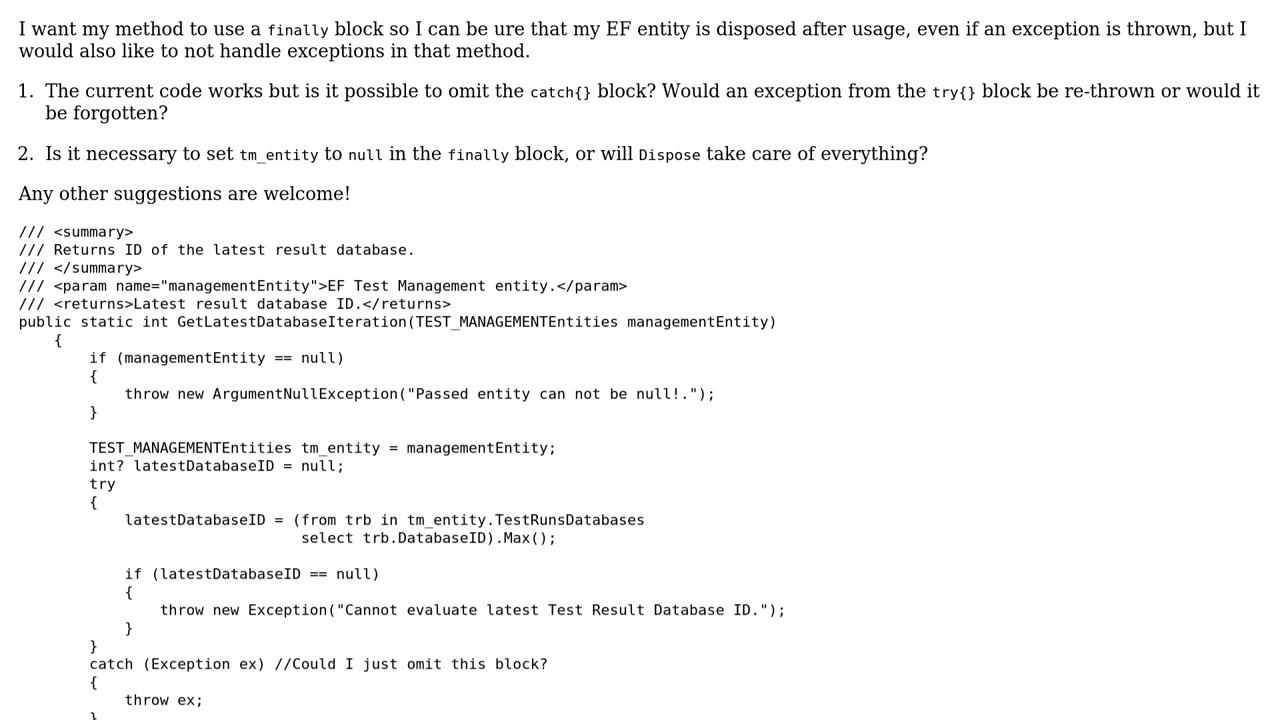 I want my method to use a finally block so I can be ure that my EF entity is disposed after usage, even if an exception is thrown, but I
would also like to not handle exceptions in that method.
1. The current code works but is it possible to omit the catch{} block? Would an exception from the try{} block be re-thrown or would it
be forgotten?
2. Is it necessary to set tm_entity to null in the finally block, or will Dispose take care of everything?
Any other suggestions are welcome!
/// <summary>
/// Returns ID of the latest result database.
/// </summary>
/// <param name="managementEntity">EF Test Management entity.</param>
/// <returns>Latest result database ID.</returns>
public static int GetLatestDatabaseIteration(TEST_MANAGEMENTEntities managementEntity)
    {
        if (managementEntity == null)
        {
            throw new ArgumentNullException("Passed entity can not be null!.");
        }

        TEST_MANAGEMENTEntities tm_entity = managementEntity;
        int? latestDatabaseID = null;
        try
        {
            latestDatabaseID = (from trb in tm_entity.TestRunsDatabases
                                select trb.DatabaseID).Max();

            if (latestDatabaseID == null)
            {
                throw new Exception("Cannot evaluate latest Test Result Database ID.");
            }
        }
        catch (Exception ex) //Could I just omit this block?
        {
            throw ex;
        }